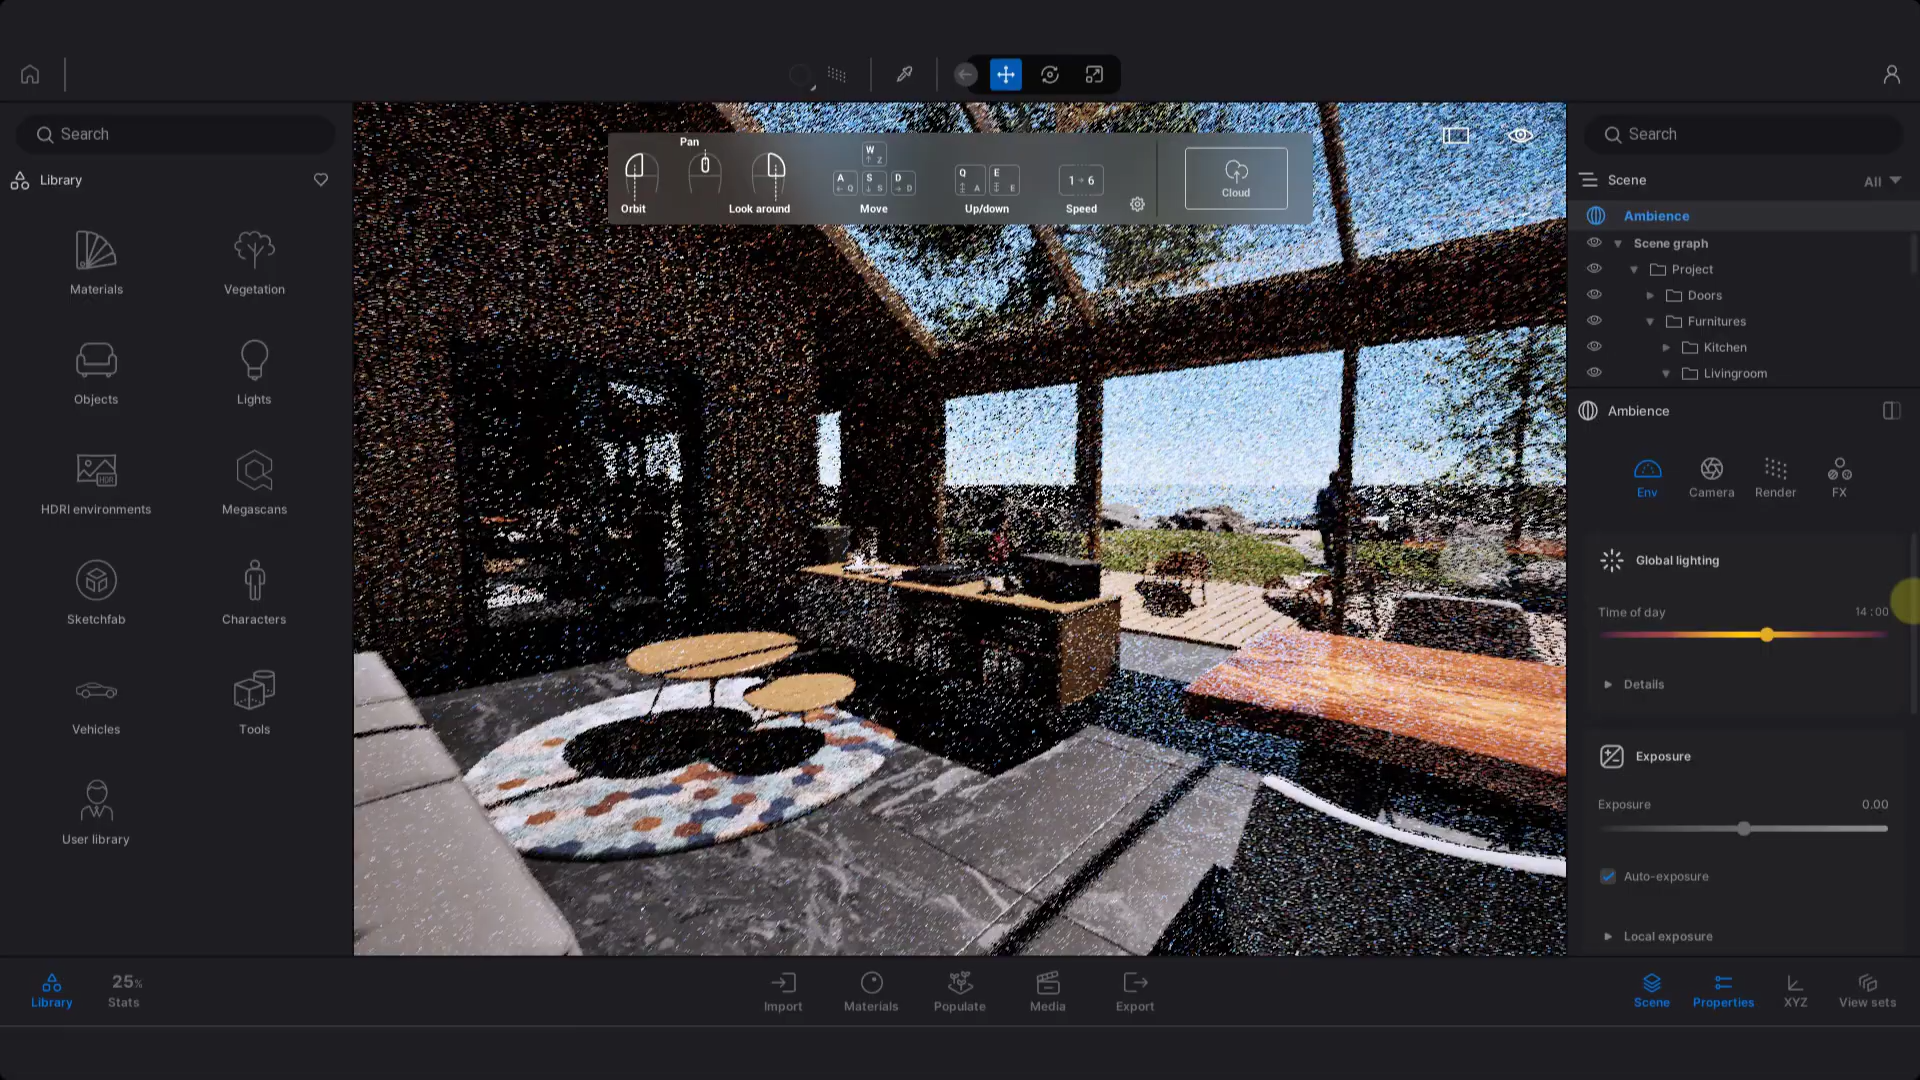 Search
Library
Materials
Vegetation
Objects
Lights
HDR
HDRI environments
Megascans
Sketchfab
Characters
Vehicles
Tools
User library
Pan
Orbit
Look around
W
Z
A
Q
S
S
D
D
Move
Q
A
E
E
Up/down
1 6
Speed
Cloud
Search
Scene
All
Ambience
Scene graph
Project
Doors
Furnitures
Kitchen
Livingroom
Ambience
Env
Camera
Render
FX
Global lighting
Time of day
14:00
Details
Exposure
Exposure
0.00
Auto-exposure
Local exposure
Library
25%
Stats
Import
Materials
Populate
Media
Export
Scene
Properties
XYZ
View sets